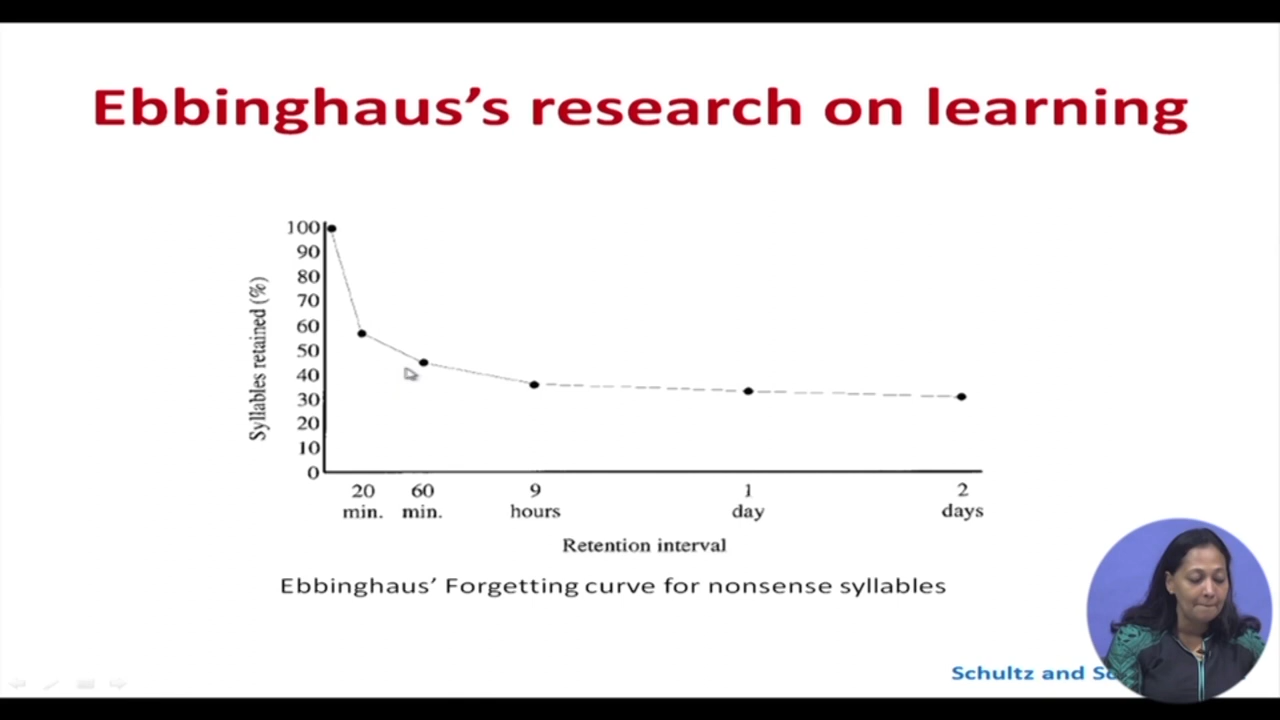 Ebbinghaus's research on learning
Syllables retained (%)
100
90
80
70
60
50
40
30
20
10
0
20 min.
60 min.
9 hours
1 day
2 days
Retention interval
Ebbinghaus' Forgetting curve for nonsense syllables
Schultz and